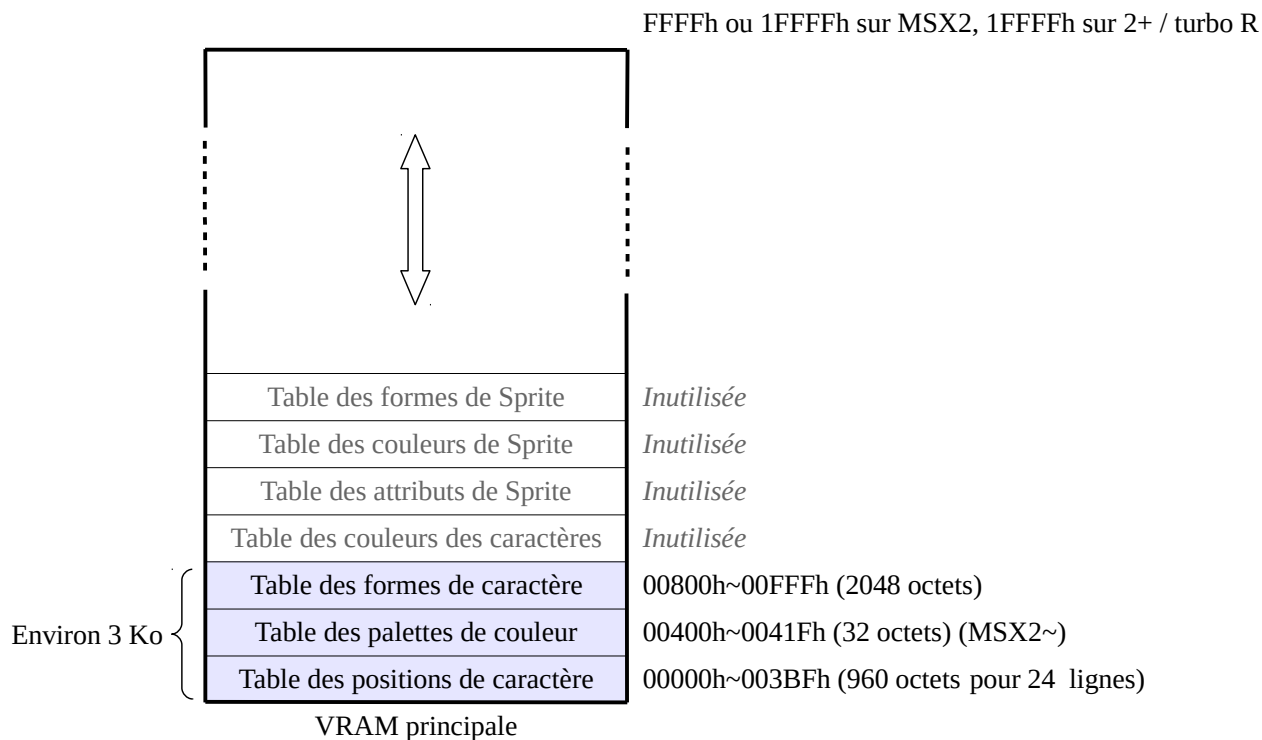 FFFFh ou 1FFFFh sur MSX2, 1FFFFh sur 2+ / turbo R
Table des formes de Sprite Inutilisée
Table des couleurs de Sprite Inutilisée
Table des attributs de Sprite Inutilisée
Table des couleurs des caractères Inutilisée
Table des formes de caractère 00800h~00FFFh (2048 octets)
Environ 3 Ko Table des palettes de couleur 00400h~0041Fh (32 octets) (MSX2~)
Table des positions de caractère 00000h~003BFh (960 octets pour 24 lignes)
VRAM principale